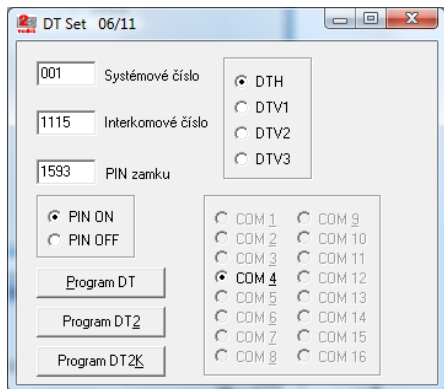 DT Set 06/11
001 Systémové číslo
1115 Interkomové číslo
1593 PIN zamku
DTH
DTV1
DTV2
DTV3
PIN ON
PIN OFF
Program DT
Program DT2
Program DT2K
COM 1 COM 9
COM 2 COM 10
COM 3 COM 11
COM 4 COM 12
COM 5 COM 13
COM 6 COM 14
COM 7 COM 15
COM 8 COM 16